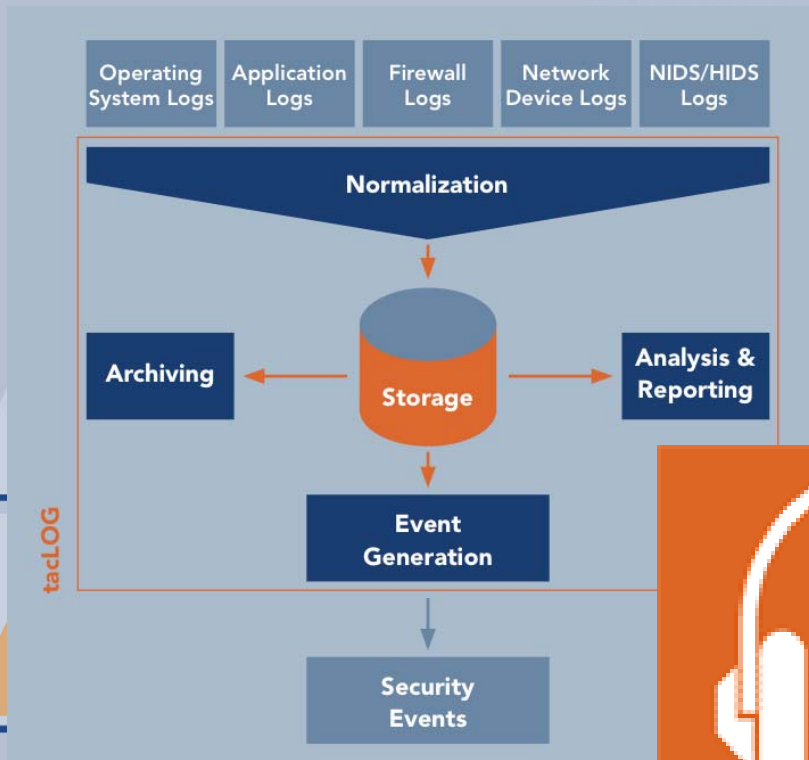 Operating
System Logs
Application
Logs
Firewall
Logs
Network
Device Logs
NIDS/HIDS
Logs
Normalization
Archiving
Storage
Analysis &
Reporting
Event
Generation
tacLOG
Security
Events